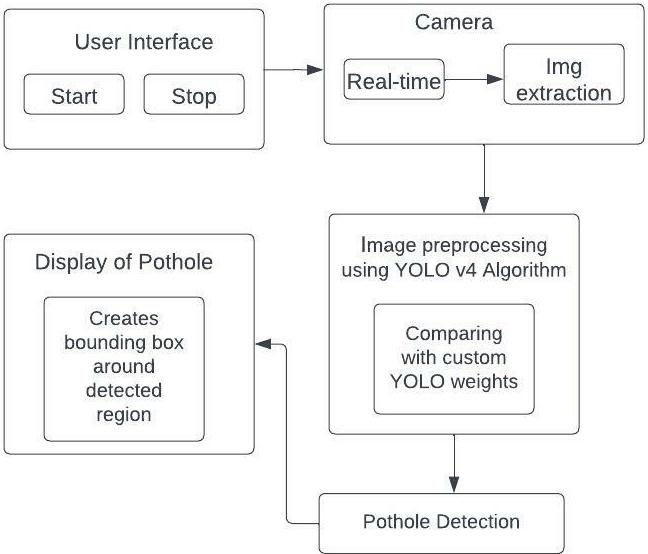 User Interface
Start
Stop
Camera
Real-time
Img
extraction
Image preprocessing
using YOLO v4 Algorithm
Comparing
with custom
YOLO weights
Display of Pothole
Creates
bounding box
around
detected
region
Pothole Detection